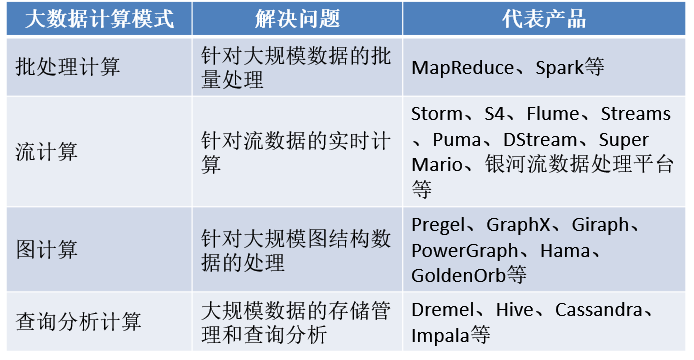 大数据计算模式 解决问题 代表产品
批处理计算
针对大规模数据的批
量处理
MapReduce、Spark等
流计算
针对流数据的实时计
算
Storm、S4、Flume、Streams
、Puma、DStream、Super
Mario、银河流数据处理平台
等
图计算
针对大规模图结构数
据的处理
Pregel、GraphX、Giraph、
PowerGraph、Hama、
GoldenOrb等
查询分析计算
大规模数据的存储管
理和查询分析
Dremel、Hive、Cassandra、
Impala等